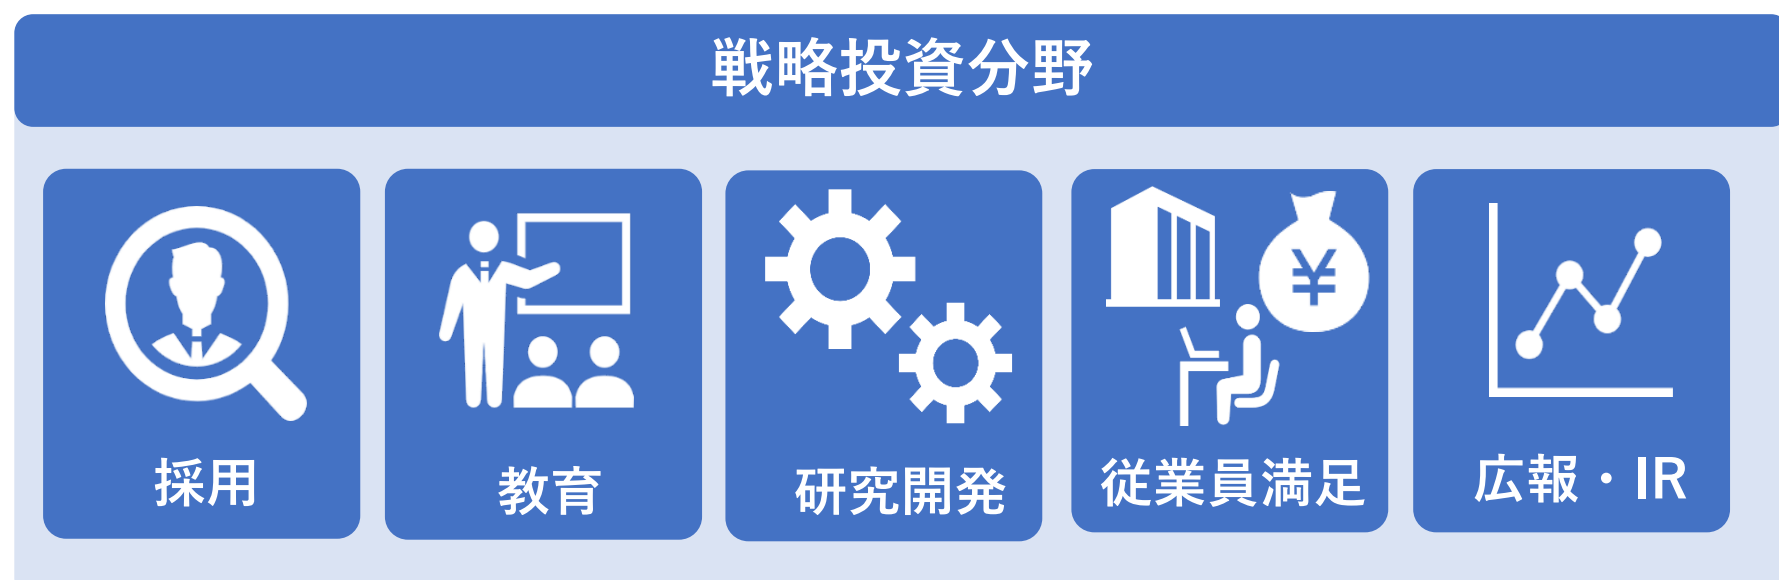 戦略投資分野
採用
教育
研究開発
¥
従業員満足
広報・IR